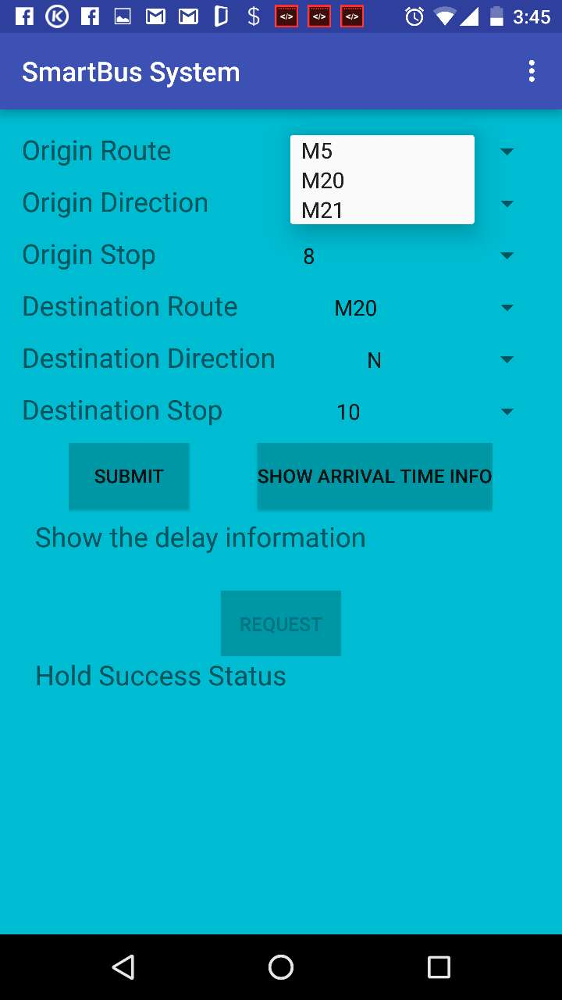 3:45
SmartBus System
Origin Route
M5
M20
M21
Origin Direction
Origin Stop 8
Destination Route M20
Destination Direction N
Destination Stop 10
SUBMIT SHOW ARRIVAL TIME INFO
Show the delay information
REQUEST
Hold Success Status